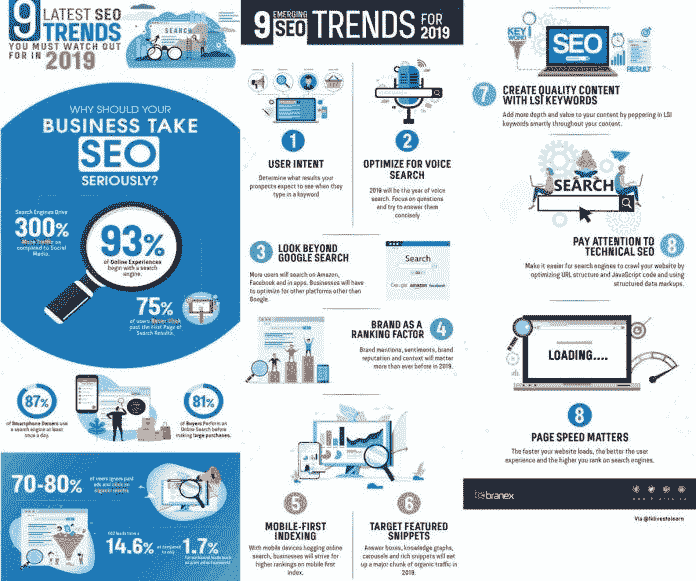 9 LATEST SEO
TRENDS
YOU MUST WATCH OUT
FOR IN 2019
SEARCH
WHY SHOULD YOUR
BUSINESS TAKE
SEO
SERIOUSLY?
Search Engines Drive
300%
More Traffic as
compared to Social
Media.
93%
of Online Experiences
begin with a search
engine.
75%
of users Never Click
past the First Page of
Search Results.
87%
of Smartphone Owners use
a search engine at least
once a day.
81%
of Buyers Perform an
Online Search before
making large purchases.
70-80%
of users ignore paid
ads and click on
organic results.
SEO leads have a
14.6%
as compared
to only
1.7%
9 EMERGING
SEO TRENDS FOR
2019
1
USER INTENT
Determine what results your
prospects expect to see when they
type in a keyword
2
OPTIMIZE FOR VOICE
SEARCH
2019 will be the year of voice
search. Focus on questions
and try to answer them
concisely
3
LOOK BEYOND
GOOGLE SEARCH
More users will search on Amazon,
Facebook and in apps. Businesses will have
to optimize for other platforms other than
Google.
Search
Google amazon facebook
BRAND AS A
RANKING FACTOR
4
Brand mentions, sentiments, brand
reputation and context will matter
more than ever before in 2019.
5
MOBILE-FIRST
INDEXING
With mobile devices hogging online
search, businesses will strive for
higher rankings on mobile first
index.
6
TARGET FEATURED
SNIPPETS
Answer boxes, knowledge graphs,
carousels and rich snippets will eat
up a major chunk of organic traffic in
2019.
KEY
WORD
SEO
RESULT
7
CREATE QUALITY CONTENT
WITH LSI KEYWORDS
Add more depth and value to your content by peppering in LSI
keywords smartly throughout your content.
SEARCH
PAY ATTENTION TO
TECHNICAL SEO
8
Make it easier for search engines to crawl your website by
optimizing URL structure and JavaScript code and using
structured data markups.
LOADING....
8
PAGE SPEED MATTERS
The faster your website loads, the better the user
experience and the higher you rank on search engines.
branex
Via @fklivestolearn